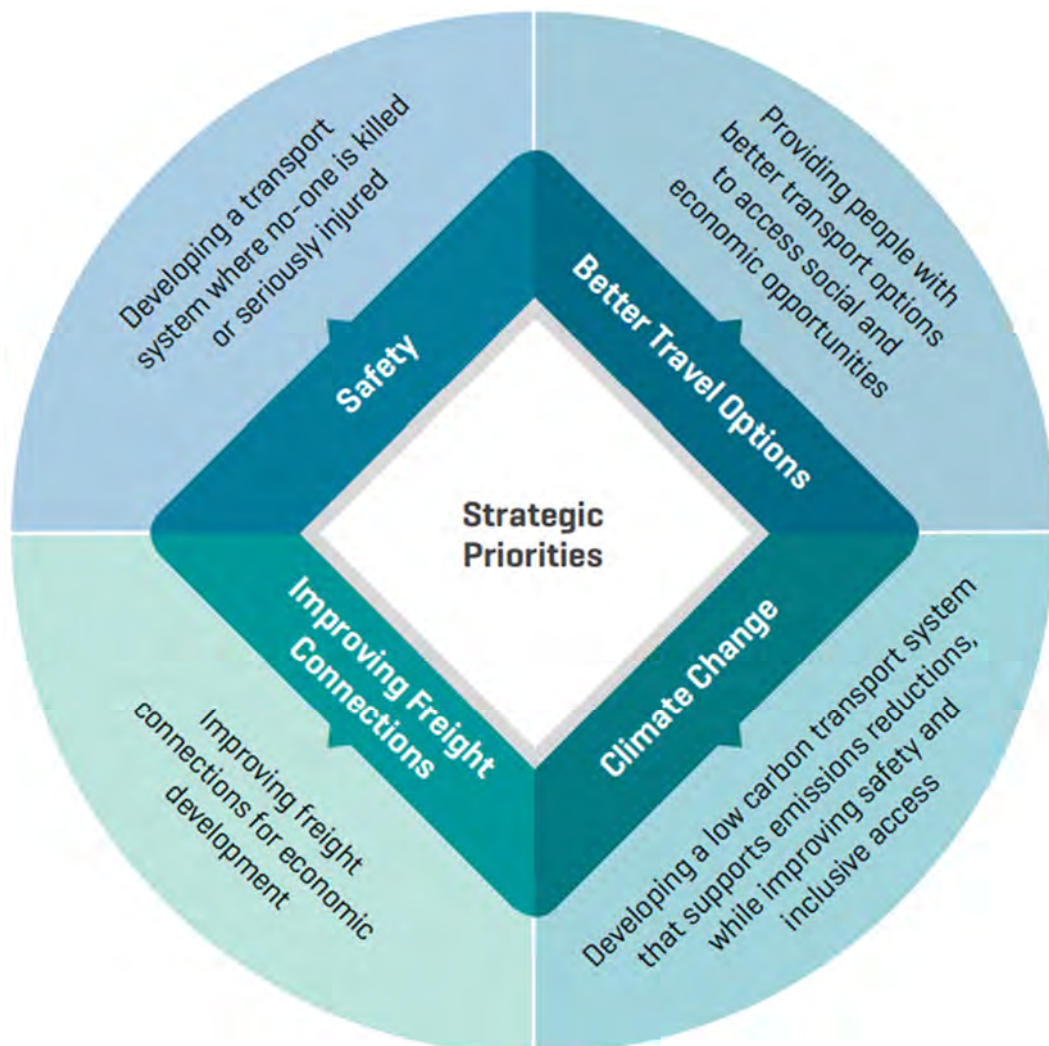 Developing a transport
system where no-one is killed
or seriously injured
Safety
Providing people with
better transport options
to access social and
economic opportunities
Better Travel Options
Strategic
Priorities
Improving Freight
Connections
Improving freight
connections for economic
development
Climate Change
Developing a low carbon transport system
that supports emissions reductions,
while improving safety and
inclusive access